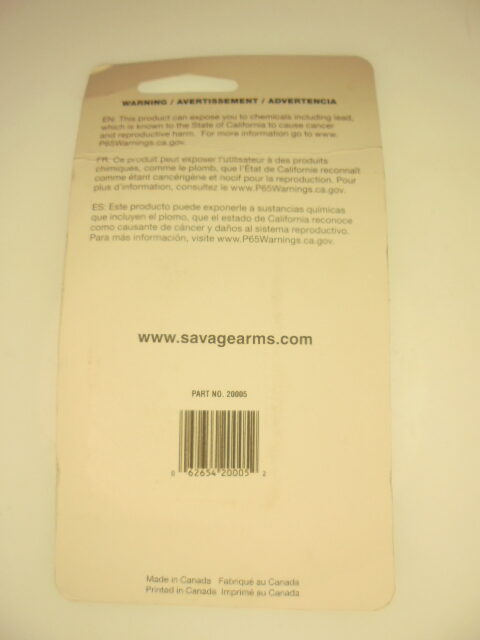 WARNING / AVERTISSEMENT / ADVERTENCIA
EN: This product can expose you to chemicals including lead,
which is known to the State of California to cause cancer
and reproductive harm. For more information go to www.
P65Warnings.ca.gov.
FR: Ce produit peut exposer l'utilisateur à des produits
chimiques, comme le plomb, que l'État de Californie reconnaît
comme étant cancérigène et nocif pour la reproduction. Pour
plus d'information, consultez le www.P65Warnings.ca.gov.
ES: Este producto puede exponerle a sustancias químicas
que incluyen el plomo, que el estado de California reconoce
como causante de cáncer y daños al sistema reproductivo.
Para más información, visite www.P65Warnings.ca.gov.
www.savagearms.com
PART NO. 20005
0 62654 20005 2
Made in Canada Fabriqué au Canada
Printed in Canada Imprimé au Canada